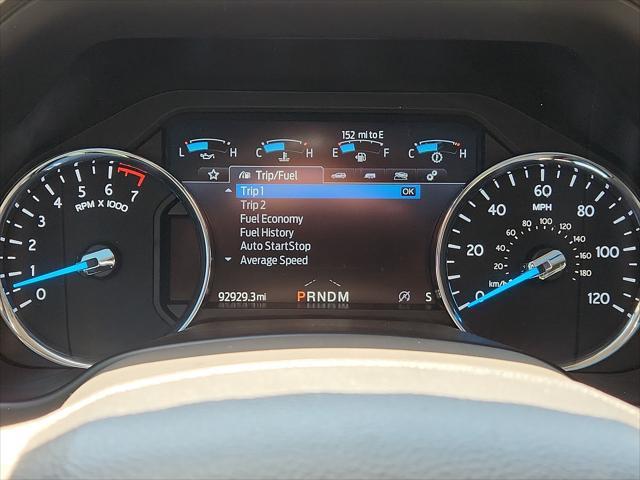 152 mi to E
L H C H E F C H
Trip/Fuel
Trip 1 OK
Trip 2
Fuel Economy
Fuel History
Auto StartStop
Average Speed
92929.3 mi PRNDM S
0 1 2 3 4 5 6 7
RPM X 1000
0 20 40 60 80 100 120
MPH
20 40 60 80 100 120 140 160 180
km/h